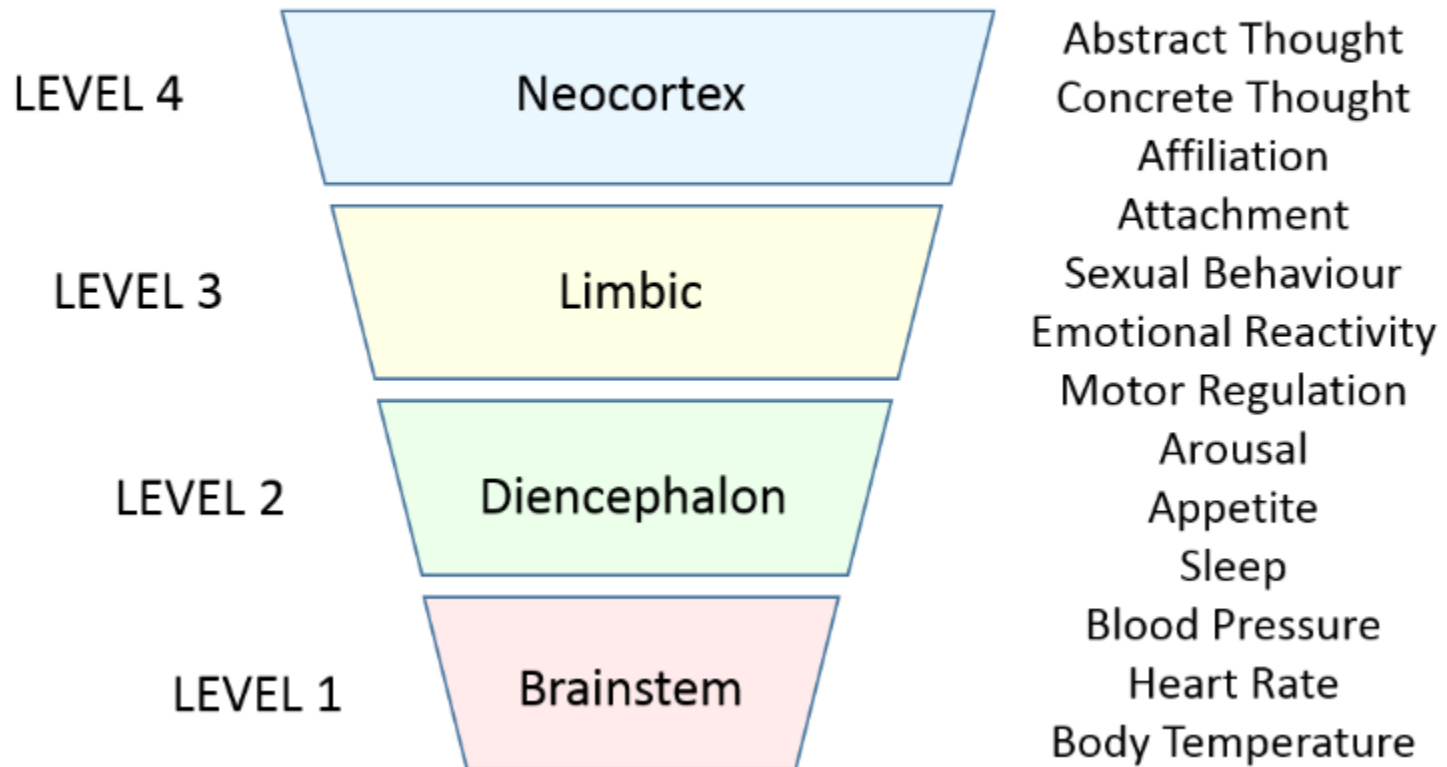 LEVEL 4
Neocortex
Abstract Thought
Concrete Thought
Affiliation
Attachment
LEVEL 3
Limbic
Sexual Behaviour
Emotional Reactivity
Motor Regulation
Arousal
LEVEL 2
Diencephalon
Appetite
Sleep
Blood Pressure
LEVEL 1
Brainstem
Heart Rate
Body Temperature